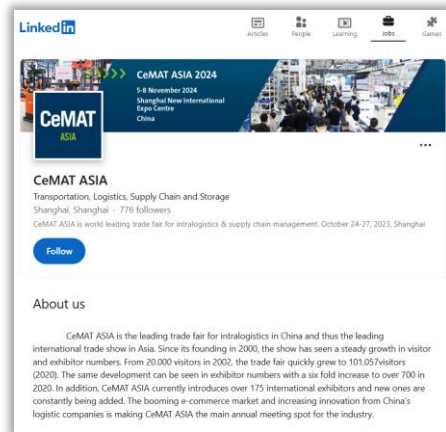 Linked in
Articles People Learning Jobs Games
CeMAT ASIA 2024
5-8 November 2024
Shanghai New International
Expo Centre
China
CeMAT
ASIA
CeMAT ASIA
Transportation, Logistics, Supply Chain and Storage
Shanghai, Shanghai · 776 followers
CeMAT ASIA is world leading trade fair for intralogistics & supply chain management. October 24-27, 2023, Shanghai
Follow
About us
CeMAT ASIA is the leading trade fair for intralogistics in China and thus the leading
international trade show in Asia. Since its founding in 2000, the show has seen a steady growth in visitor
and exhibitor numbers. From 20.000 visitors in 2002, the trade fair quickly grew to 101,057visitors
(2020). The same development can be seen in exhibitor numbers with a six fold increase to over 700 in
2020. In addition, CeMAT ASIA currently introduces over 175 international exhibitors and new ones are
constantly being added. The booming e-commerce market and increasing innovation from China's
logistic companies is making CeMAT ASIA the main annual meeting spot for the industry.